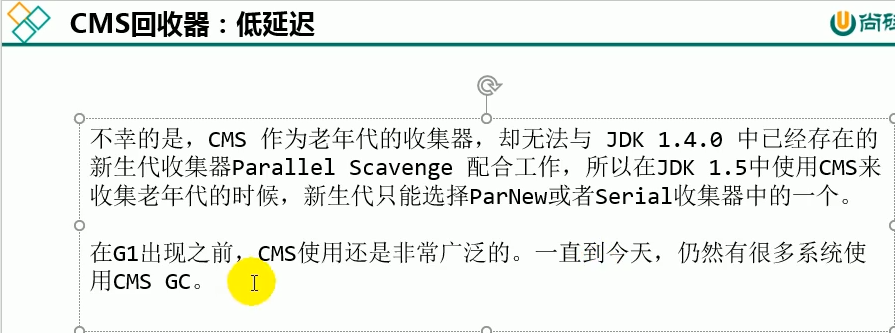 CMS回收器：低延迟
尚硅
不幸的是，CMS 作为老年代的收集器，却无法与 JDK 1.4.0 中已经存在的
新生代收集器Parallel Scavenge 配合工作，所以在JDK 1.5中使用CMS来
收集老年代的时候，新生代只能选择ParNew或者Serial收集器中的一个。
在G1出现之前，CMS使用还是非常广泛的。一直到今天，仍然有很多系统使
用CMS GC。